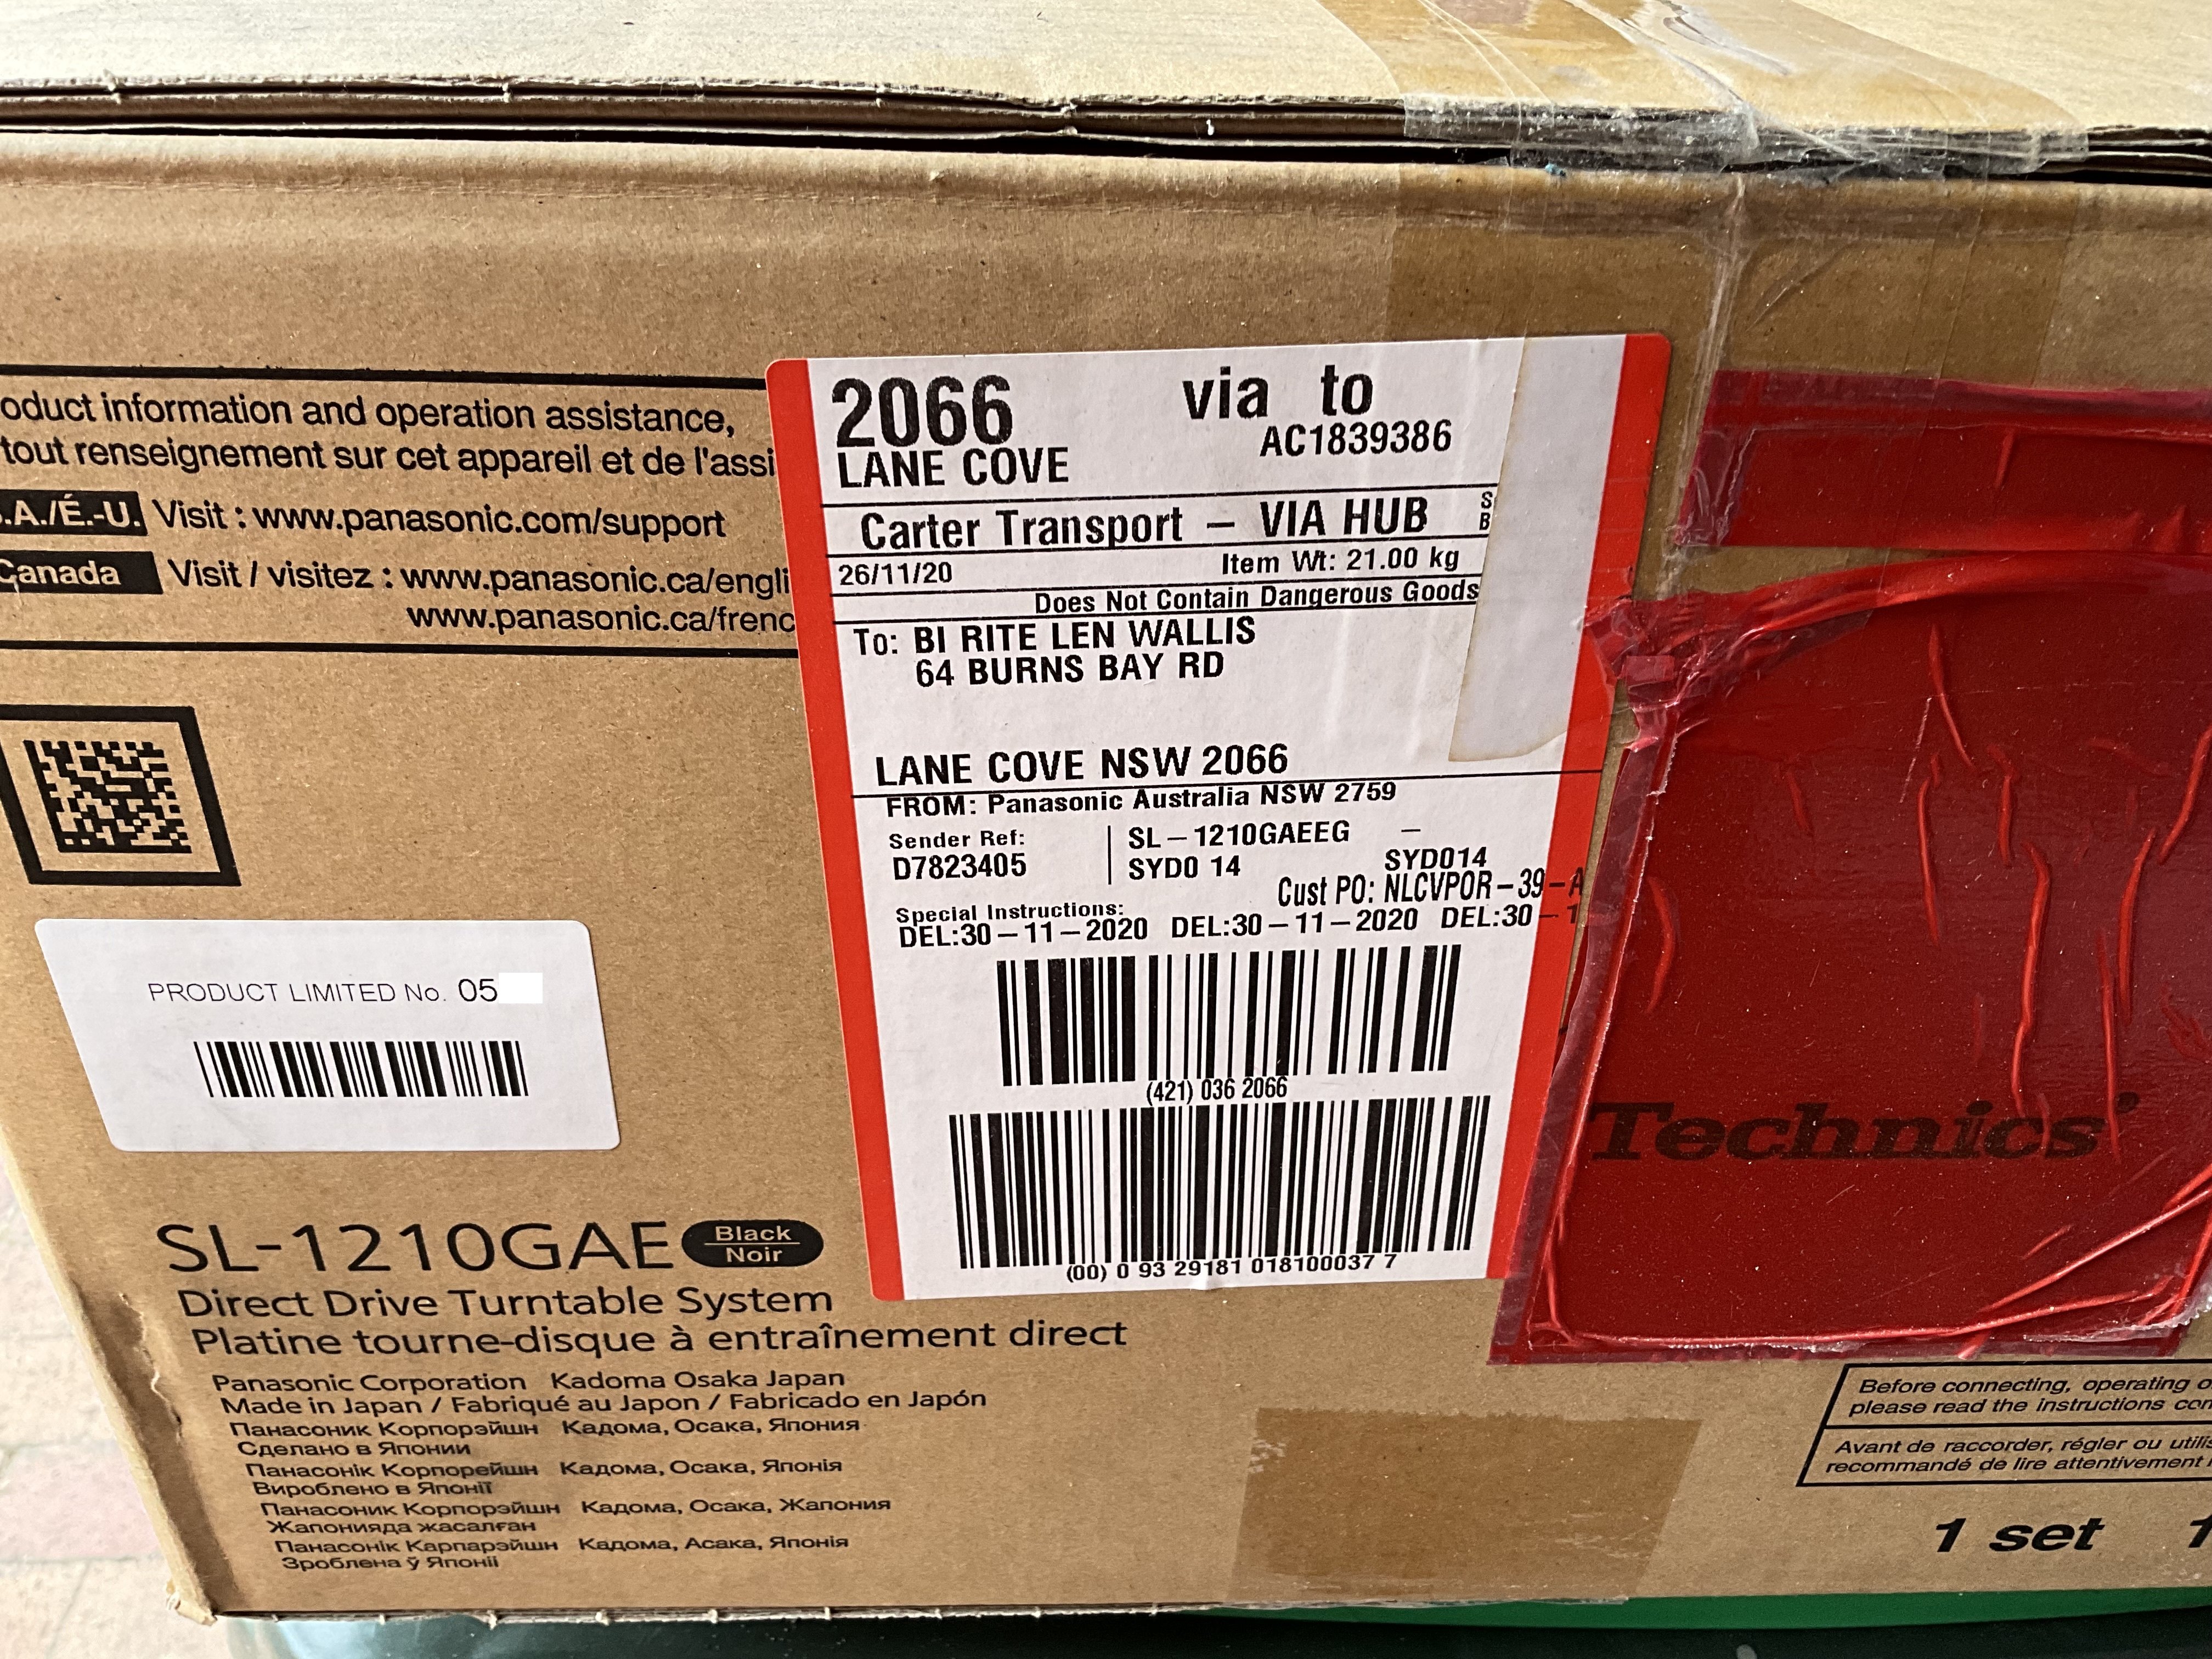 oduct information and operation assistance,
tout renseignement sur cet appareil et de l'assi
.A./É.-U. Visit : www.panasonic.com/support
Canada Visit / visitez : www.panasonic.ca/engli
www.panasonic.ca/frenc
PRODUCT LIMITED No. 05
SL-1210GAE Black
Noir
Direct Drive Turntable System
Platine tourne-disque à entraînement direct
Panasonic Corporation Kadoma Osaka Japan
Made in Japan / Fabriqué au Japon / Fabricado en Japón
Панасоник Корпорэйшн Кадома, Осака, Япония
Сделано в Японии
Панасонік Корпорейшн Кадома, Осака, Японія
Вироблено в Японії
Панасоник Корпорэйшн Кадома, Осака, Жапония
Жапонияда жасалған
Панасонік Карпарэйшн Кадома, Асака, Японія
Зроблена ў Японіі
2066 via to
AC1839386
LANE COVE
Carter Transport – VIA HUB S
B
26/11/20 Item Wt: 21.00 kg
Does Not Contain Dangerous Goods
To: BI RITE LEN WALLIS
64 BURNS BAY RD
LANE COVE NSW 2066
FROM: Panasonic Australia NSW 2759
Sender Ref: SL-1210GAEEG –
D7823405 SYD0 14 SYD014
Cust PO: NLCVPOR-39-A
Special Instructions:
DEL:30-11-2020 DEL:30-11-2020 DEL:30-1
(421) 036 2066
(00) 0 93 29181 018100037 7
Technics
Before connecting, operating o
please read the instructions con
Avant de raccorder, régler ou utilis
recommandé de lire attentivement l
1 set 1